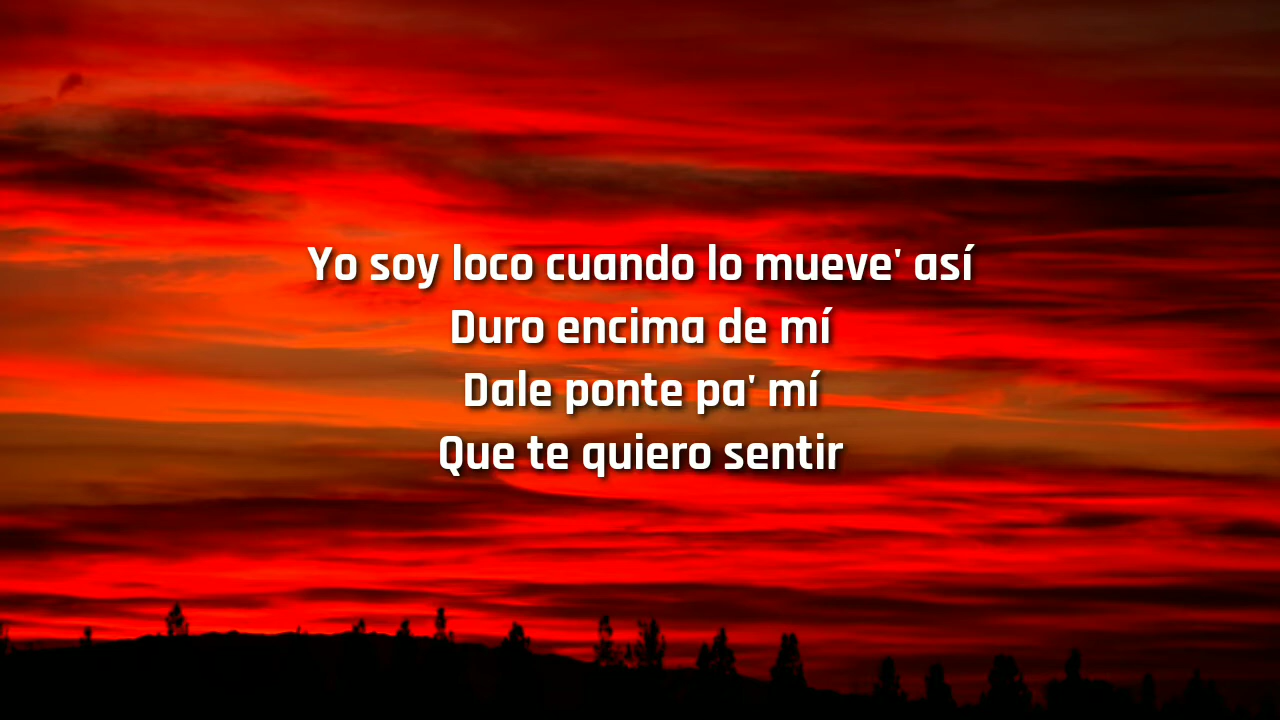 Yo soy loco cuando lo mueve' así
Duro encima de mí
Dale ponte pa' mí
Que te quiero sentir